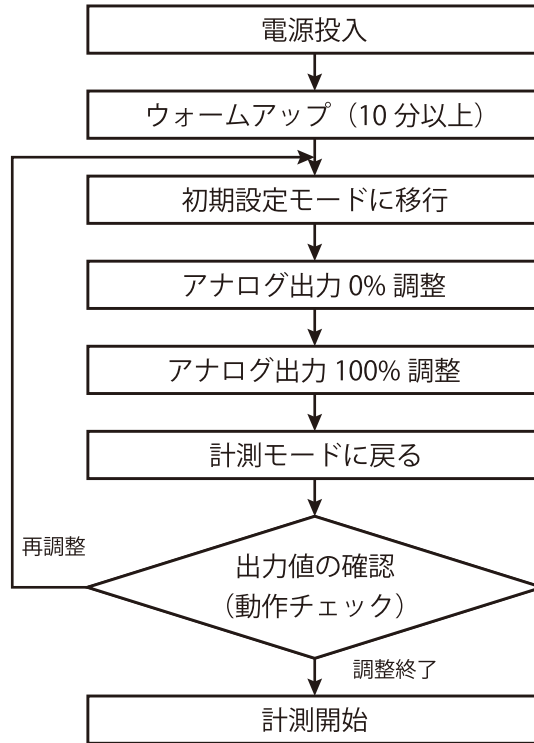 電源投入
ウォームアップ（10 分以上）
初期設定モードに移行
アナログ出力 0% 調整
アナログ出力 100% 調整
計測モードに戻る
再調整
出力値の確認
（動作チェック）
調整終了
計測開始